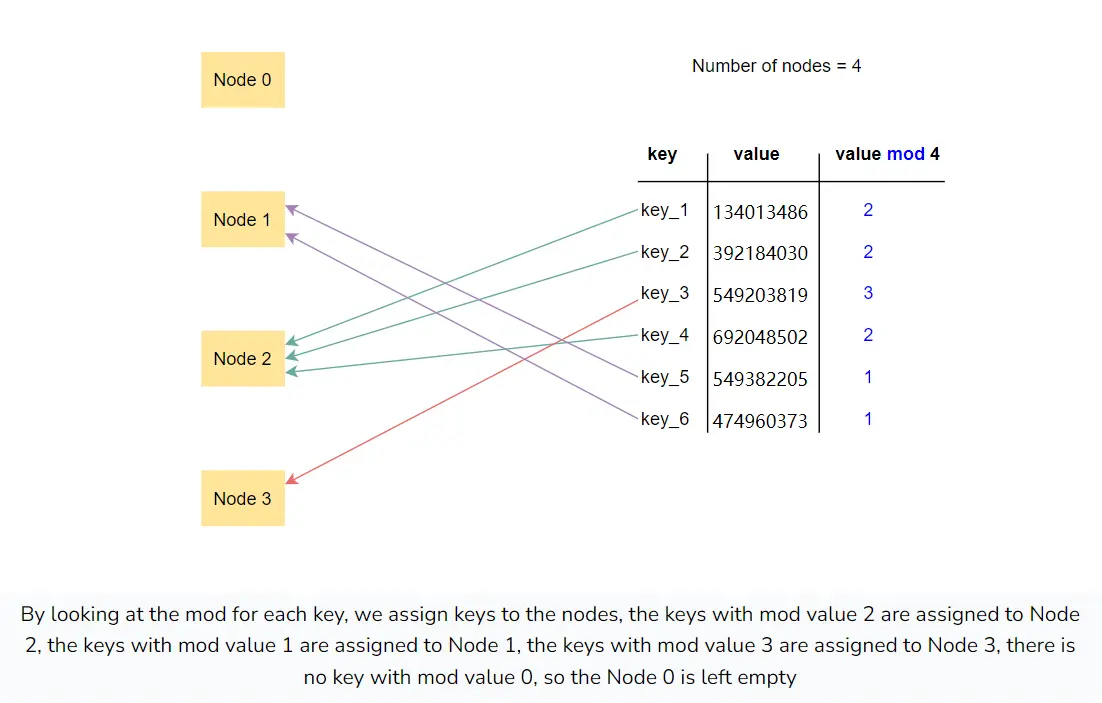 Node 0
Number of nodes = 4
key value value mod 4
Node 1
key_1 134013486 2
key_2 392184030 2
key_3 549203819 3
Node 2
key_4 692048502 2
key_5 549382205 1
key_6 474960373 1
Node 3
By looking at the mod for each key, we assign keys to the nodes, the keys with mod value 2 are assigned to Node
2, the keys with mod value 1 are assigned to Node 1, the keys with mod value 3 are assigned to Node 3, there is
no key with mod value 0, so the Node 0 is left empty